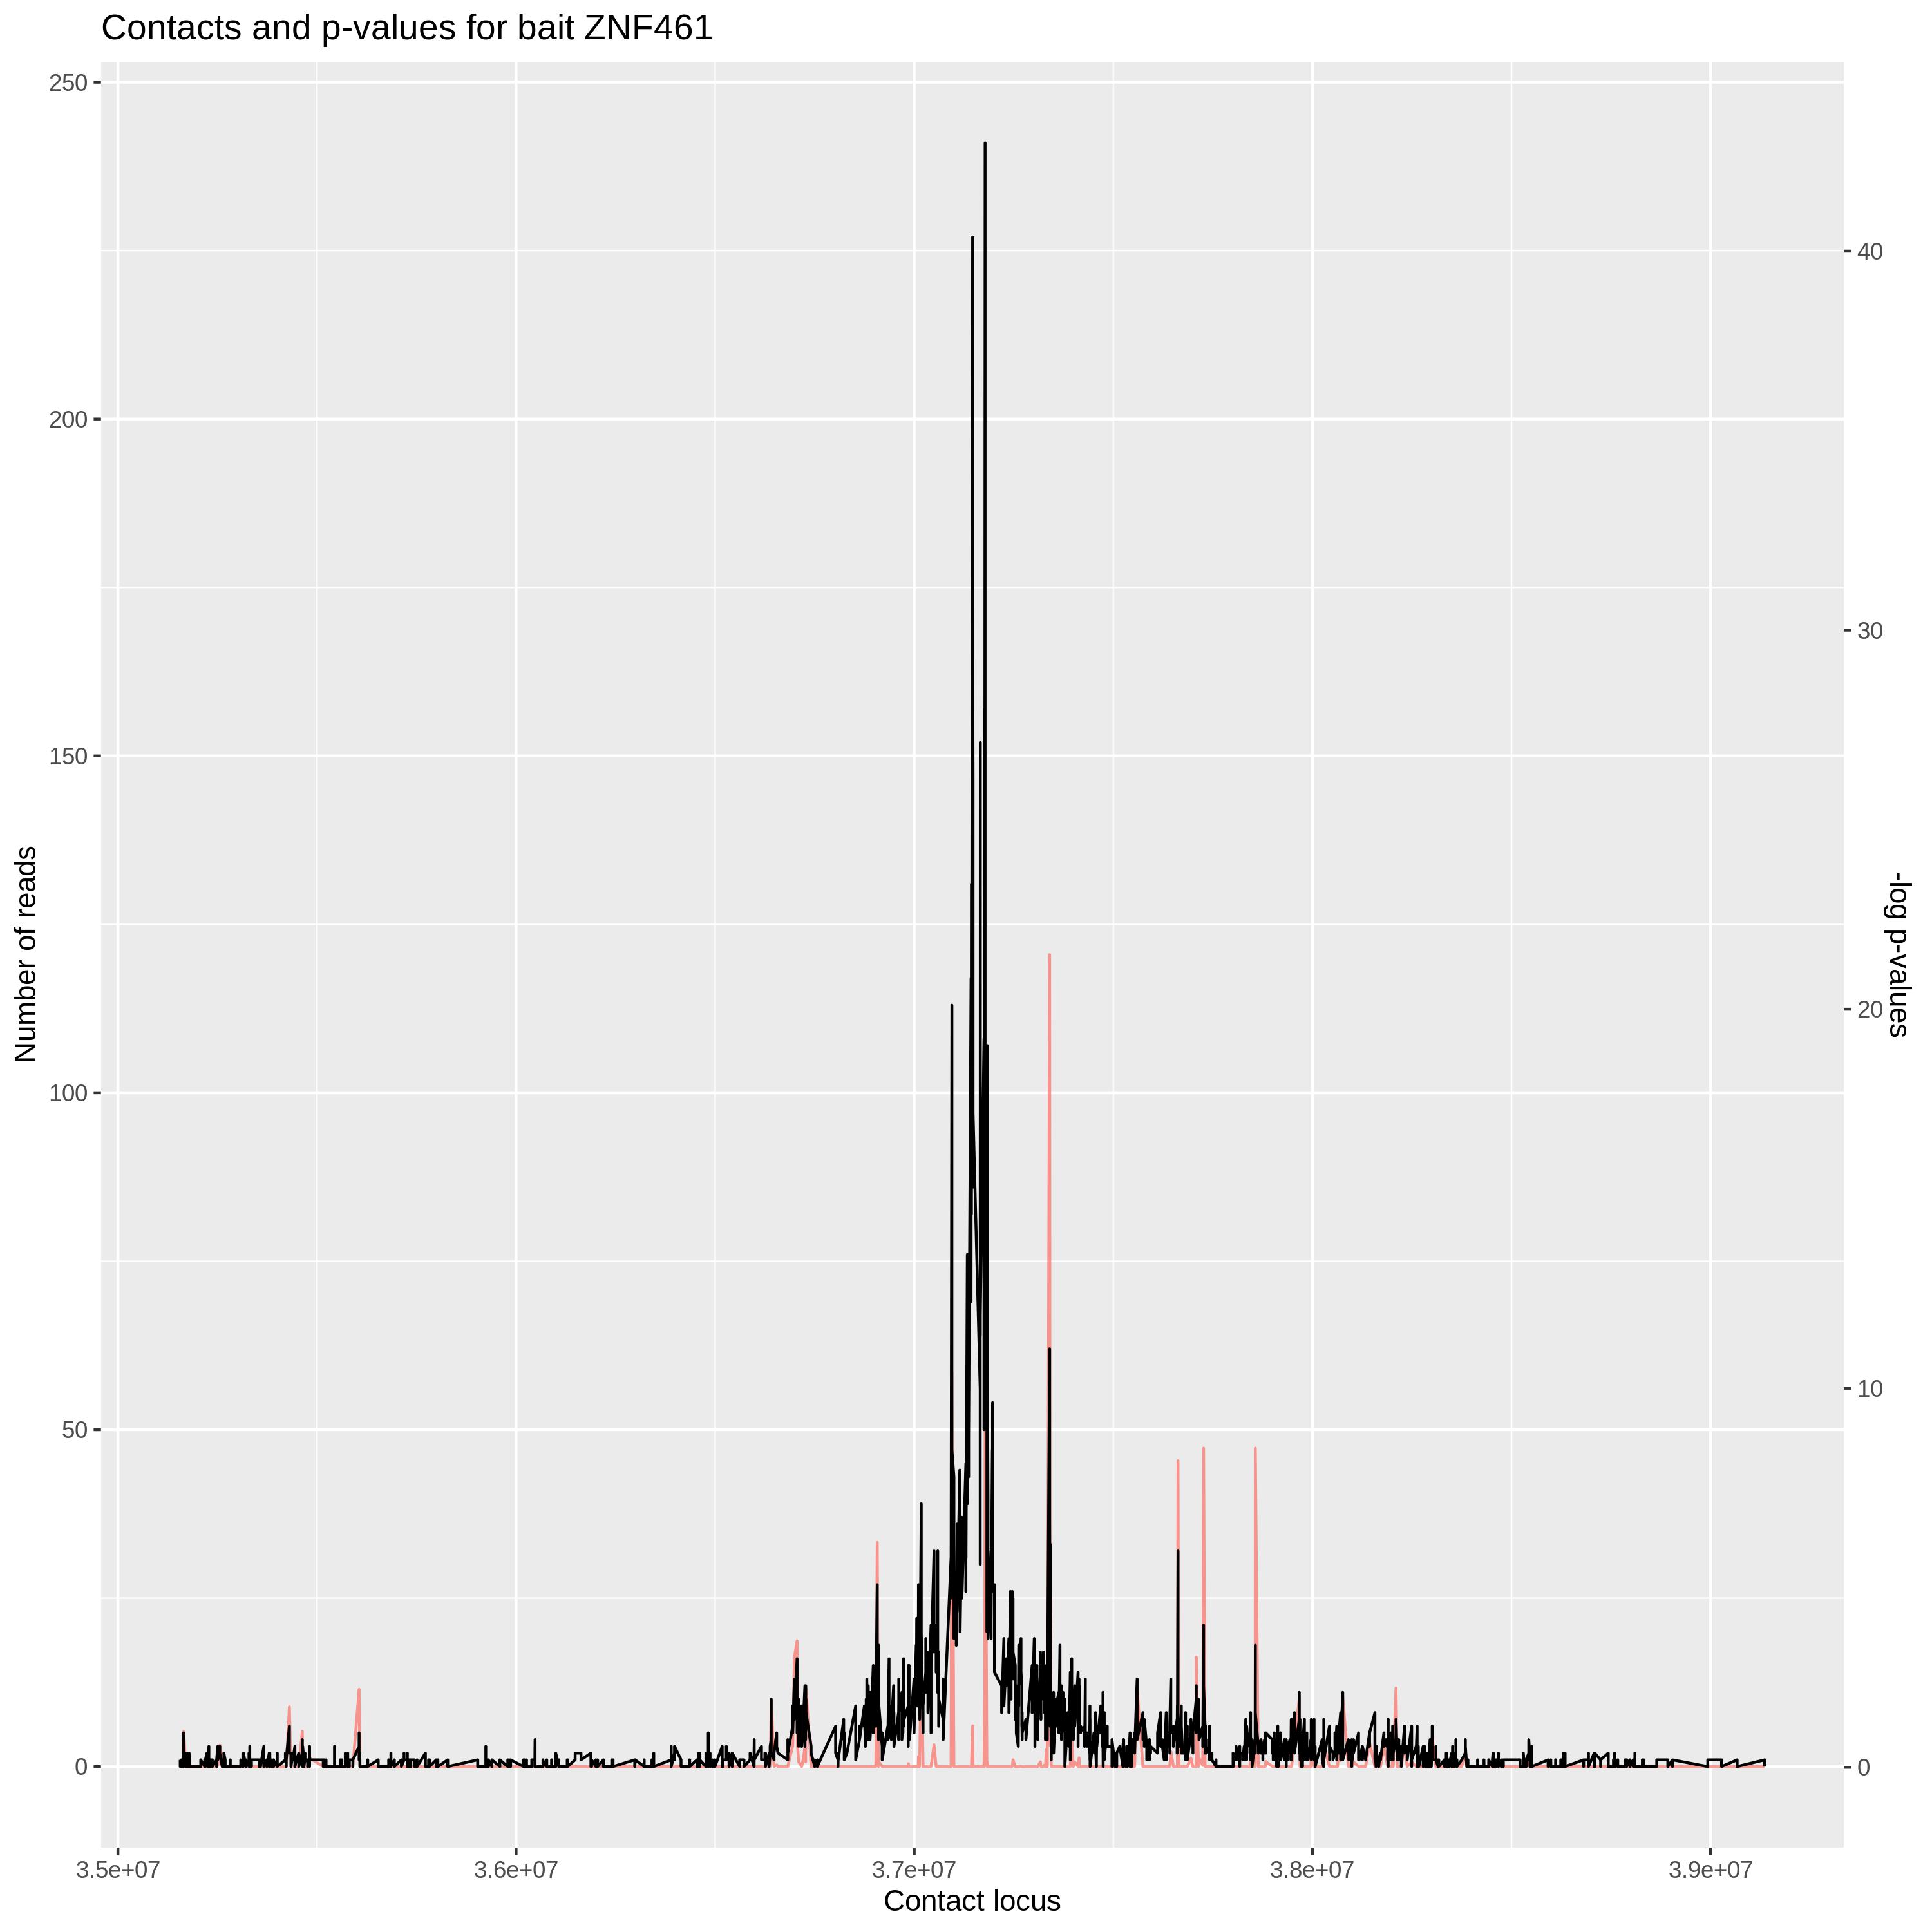 Contacts and p-values for bait ZNF461
250
200
150
100
50
0
Number of reads
40
30
20
10
0
-log p-values
3.5e+07 3.6e+07 3.7e+07 3.8e+07 3.9e+07
Contact locus